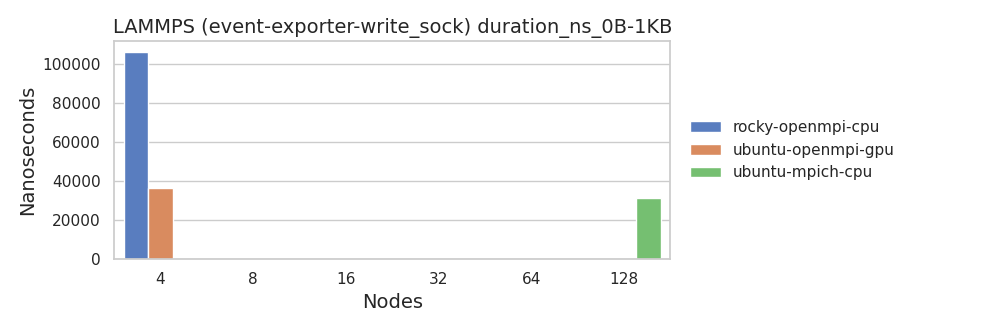 LAMMPS (event-exporter-write_sock) duration_ns_0B-1KB
Nanoseconds
100000
80000
60000
40000
20000
0
4 8 16 32 64 128
Nodes
rocky-openmpi-cpu
ubuntu-openmpi-gpu
ubuntu-mpich-cpu